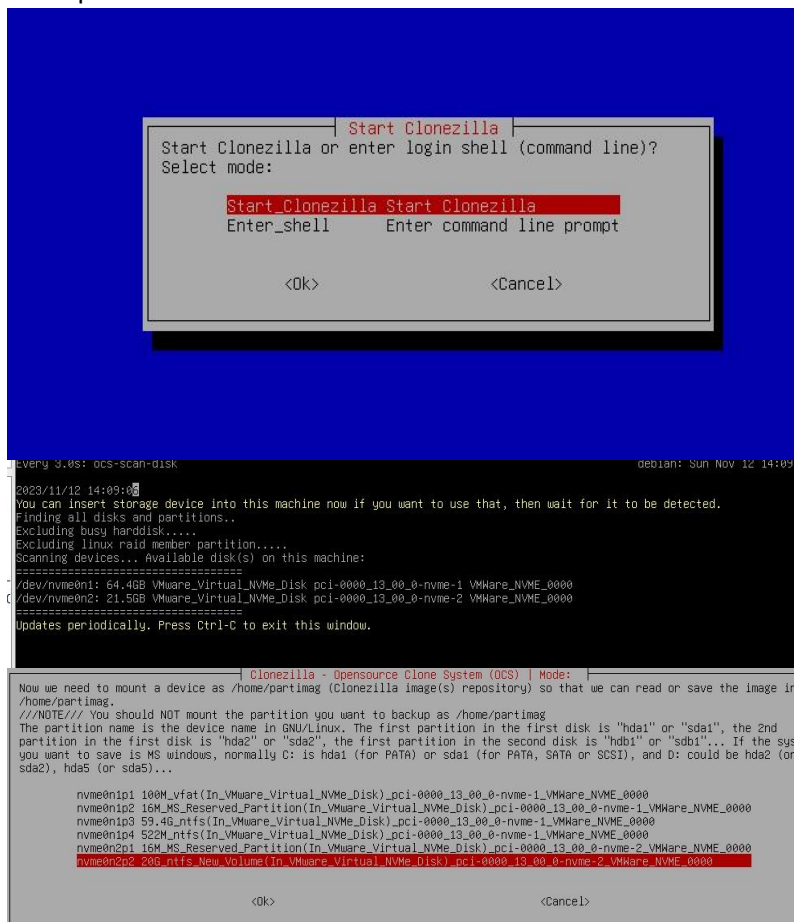 Start Clonezilla
Start Clonezilla or enter login shell (command line)?
Select mode:
Start_Clonezilla Start Clonezilla
Enter_shell Enter command line prompt
<Ok> <Cancel>
Every 3.0s: ocs-scan-disk debian: Sun Nov 12 14:09
2023/11/12 14:09:06
You can insert storage device into this machine now if you want to use that, then wait for it to be detected.
Finding all disks and partitions..
Excluding busy harddisk.....
Excluding linux raid member partition.....
Scanning devices... Available disk(s) on this machine:
===================================
/dev/nvme0n1: 64.4GB VMware_Virtual_NVMe_Disk pci-0000_13_00_0-nvme-1 VMWare_NVME_0000
/dev/nvme0n2: 21.5GB VMware_Virtual_NVMe_Disk pci-0000_13_00_0-nvme-2 VMWare_NVME_0000
===================================
Updates periodically. Press Ctrl-C to exit this window.
Clonezilla - Opensource Clone System (OCS) | Mode:
Now we need to mount a device as /home/partimag (Clonezilla image(s) repository) so that we can read or save the image in
/home/partimag.
///NOTE/// You should NOT mount the partition you want to backup as /home/partimag
The partition name is the device name in GNU/Linux. The first partition in the first disk is "hda1" or "sda1", the 2nd
partition in the first disk is "hda2" or "sda2", the first partition in the second disk is "hdb1" or "sdb1"... If the sys
you want to save is MS windows, normally C: is hda1 (for PATA) or sda1 (for PATA, SATA or SCSI), and D: could be hda2 (or
sda2), hda5 (or sda5)...
nvme0n1p1 100M_vfat(In_VMware_Virtual_NVMe_Disk)_pci-0000_13_00_0-nvme-1_VMWare_NVME_0000
nvme0n1p2 16M_MS_Reserved_Partition(In_VMware_Virtual_NVMe_Disk)_pci-0000_13_00_0-nvme-1_VMWare_NVME_0000
nvme0n1p3 59.4G_ntfs(In_VMware_Virtual_NVMe_Disk)_pci-0000_13_00_0-nvme-1_VMWare_NVME_0000
nvme0n1p4 522M_ntfs(In_VMware_Virtual_NVMe_Disk)_pci-0000_13_00_0-nvme-1_VMWare_NVME_0000
nvme0n2p1 16M_MS_Reserved_Partition(In_VMware_Virtual_NVMe_Disk)_pci-0000_13_00_0-nvme-2_VMWare_NVME_0000
nvme0n2p2 20G_ntfs_New_Volume(In_VMware_Virtual_NVMe_Disk)_pci-0000_13_00_0-nvme-2_VMWare_NVME_0000
<Ok> <Cancel>